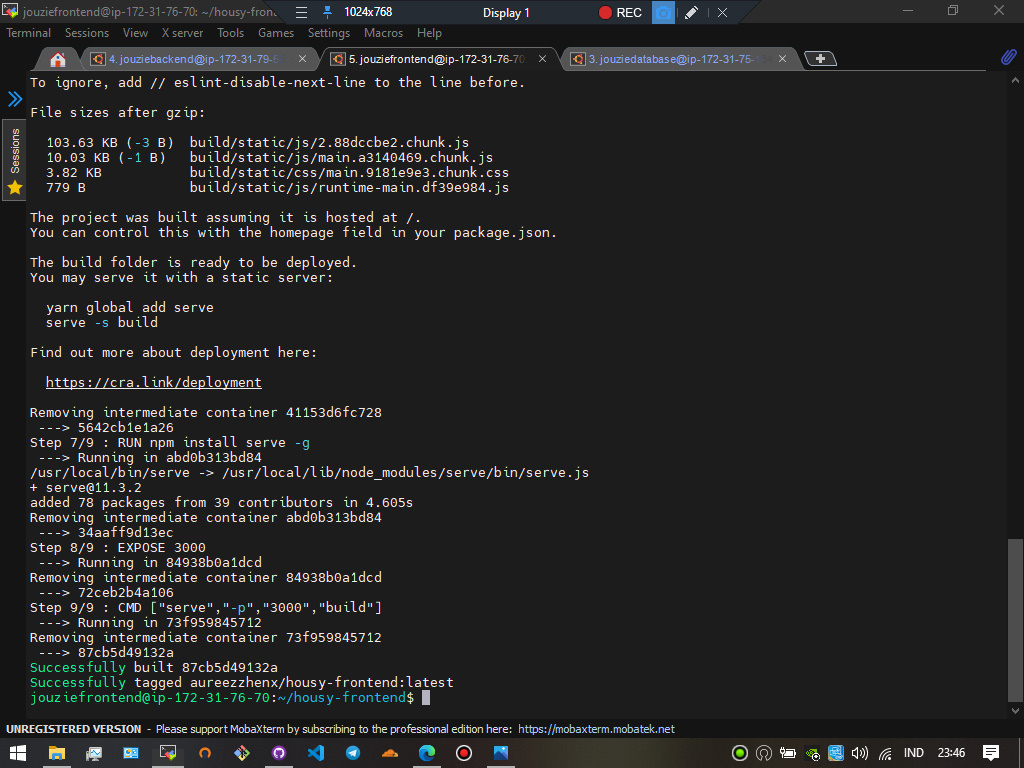 jouziefrontend@ip-172-31-76-70: ~/housy-fron
1024x768
Display 1
REC
Terminal Sessions View X server Tools Games Settings Macros Help
4. jouziebackend@ip-172-31-79-6
5. jouziefrontend@ip-172-31-76-70
3. jouziedatabase@ip-172-31-75-1
Sessions
To ignore, add // eslint-disable-next-line to the line before.
File sizes after gzip:
103.63 KB (-3 B)  build/static/js/2.88dccbe2.chunk.js
10.03 KB (-1 B)   build/static/js/main.a3140469.chunk.js
3.82 KB           build/static/css/main.9181e9e3.chunk.css
779 B             build/static/js/runtime-main.df39e984.js
The project was built assuming it is hosted at /.
You can control this with the homepage field in your package.json.
The build folder is ready to be deployed.
You may serve it with a static server:
yarn global add serve
serve -s build
Find out more about deployment here:
https://cra.link/deployment
Removing intermediate container 41153d6fc728
---> 5642cb1e1a26
Step 7/9 : RUN npm install serve -g
---> Running in abd0b313bd84
/usr/local/bin/serve -> /usr/local/lib/node_modules/serve/bin/serve.js
+ serve@11.3.2
added 78 packages from 39 contributors in 4.605s
Removing intermediate container abd0b313bd84
---> 34aaff9d13ec
Step 8/9 : EXPOSE 3000
---> Running in 84938b0a1dcd
Removing intermediate container 84938b0a1dcd
---> 72ceb2b4a106
Step 9/9 : CMD ["serve","-p","3000","build"]
---> Running in 73f959845712
Removing intermediate container 73f959845712
---> 87cb5d49132a
Successfully built 87cb5d49132a
Successfully tagged aureezzhenx/housy-frontend:latest
jouziefrontend@ip-172-31-76-70:~/housy-frontend$
UNREGISTERED VERSION - Please support MobaXterm by subscribing to the professional edition here: https://mobaxterm.mobatek.net
IND 23:46